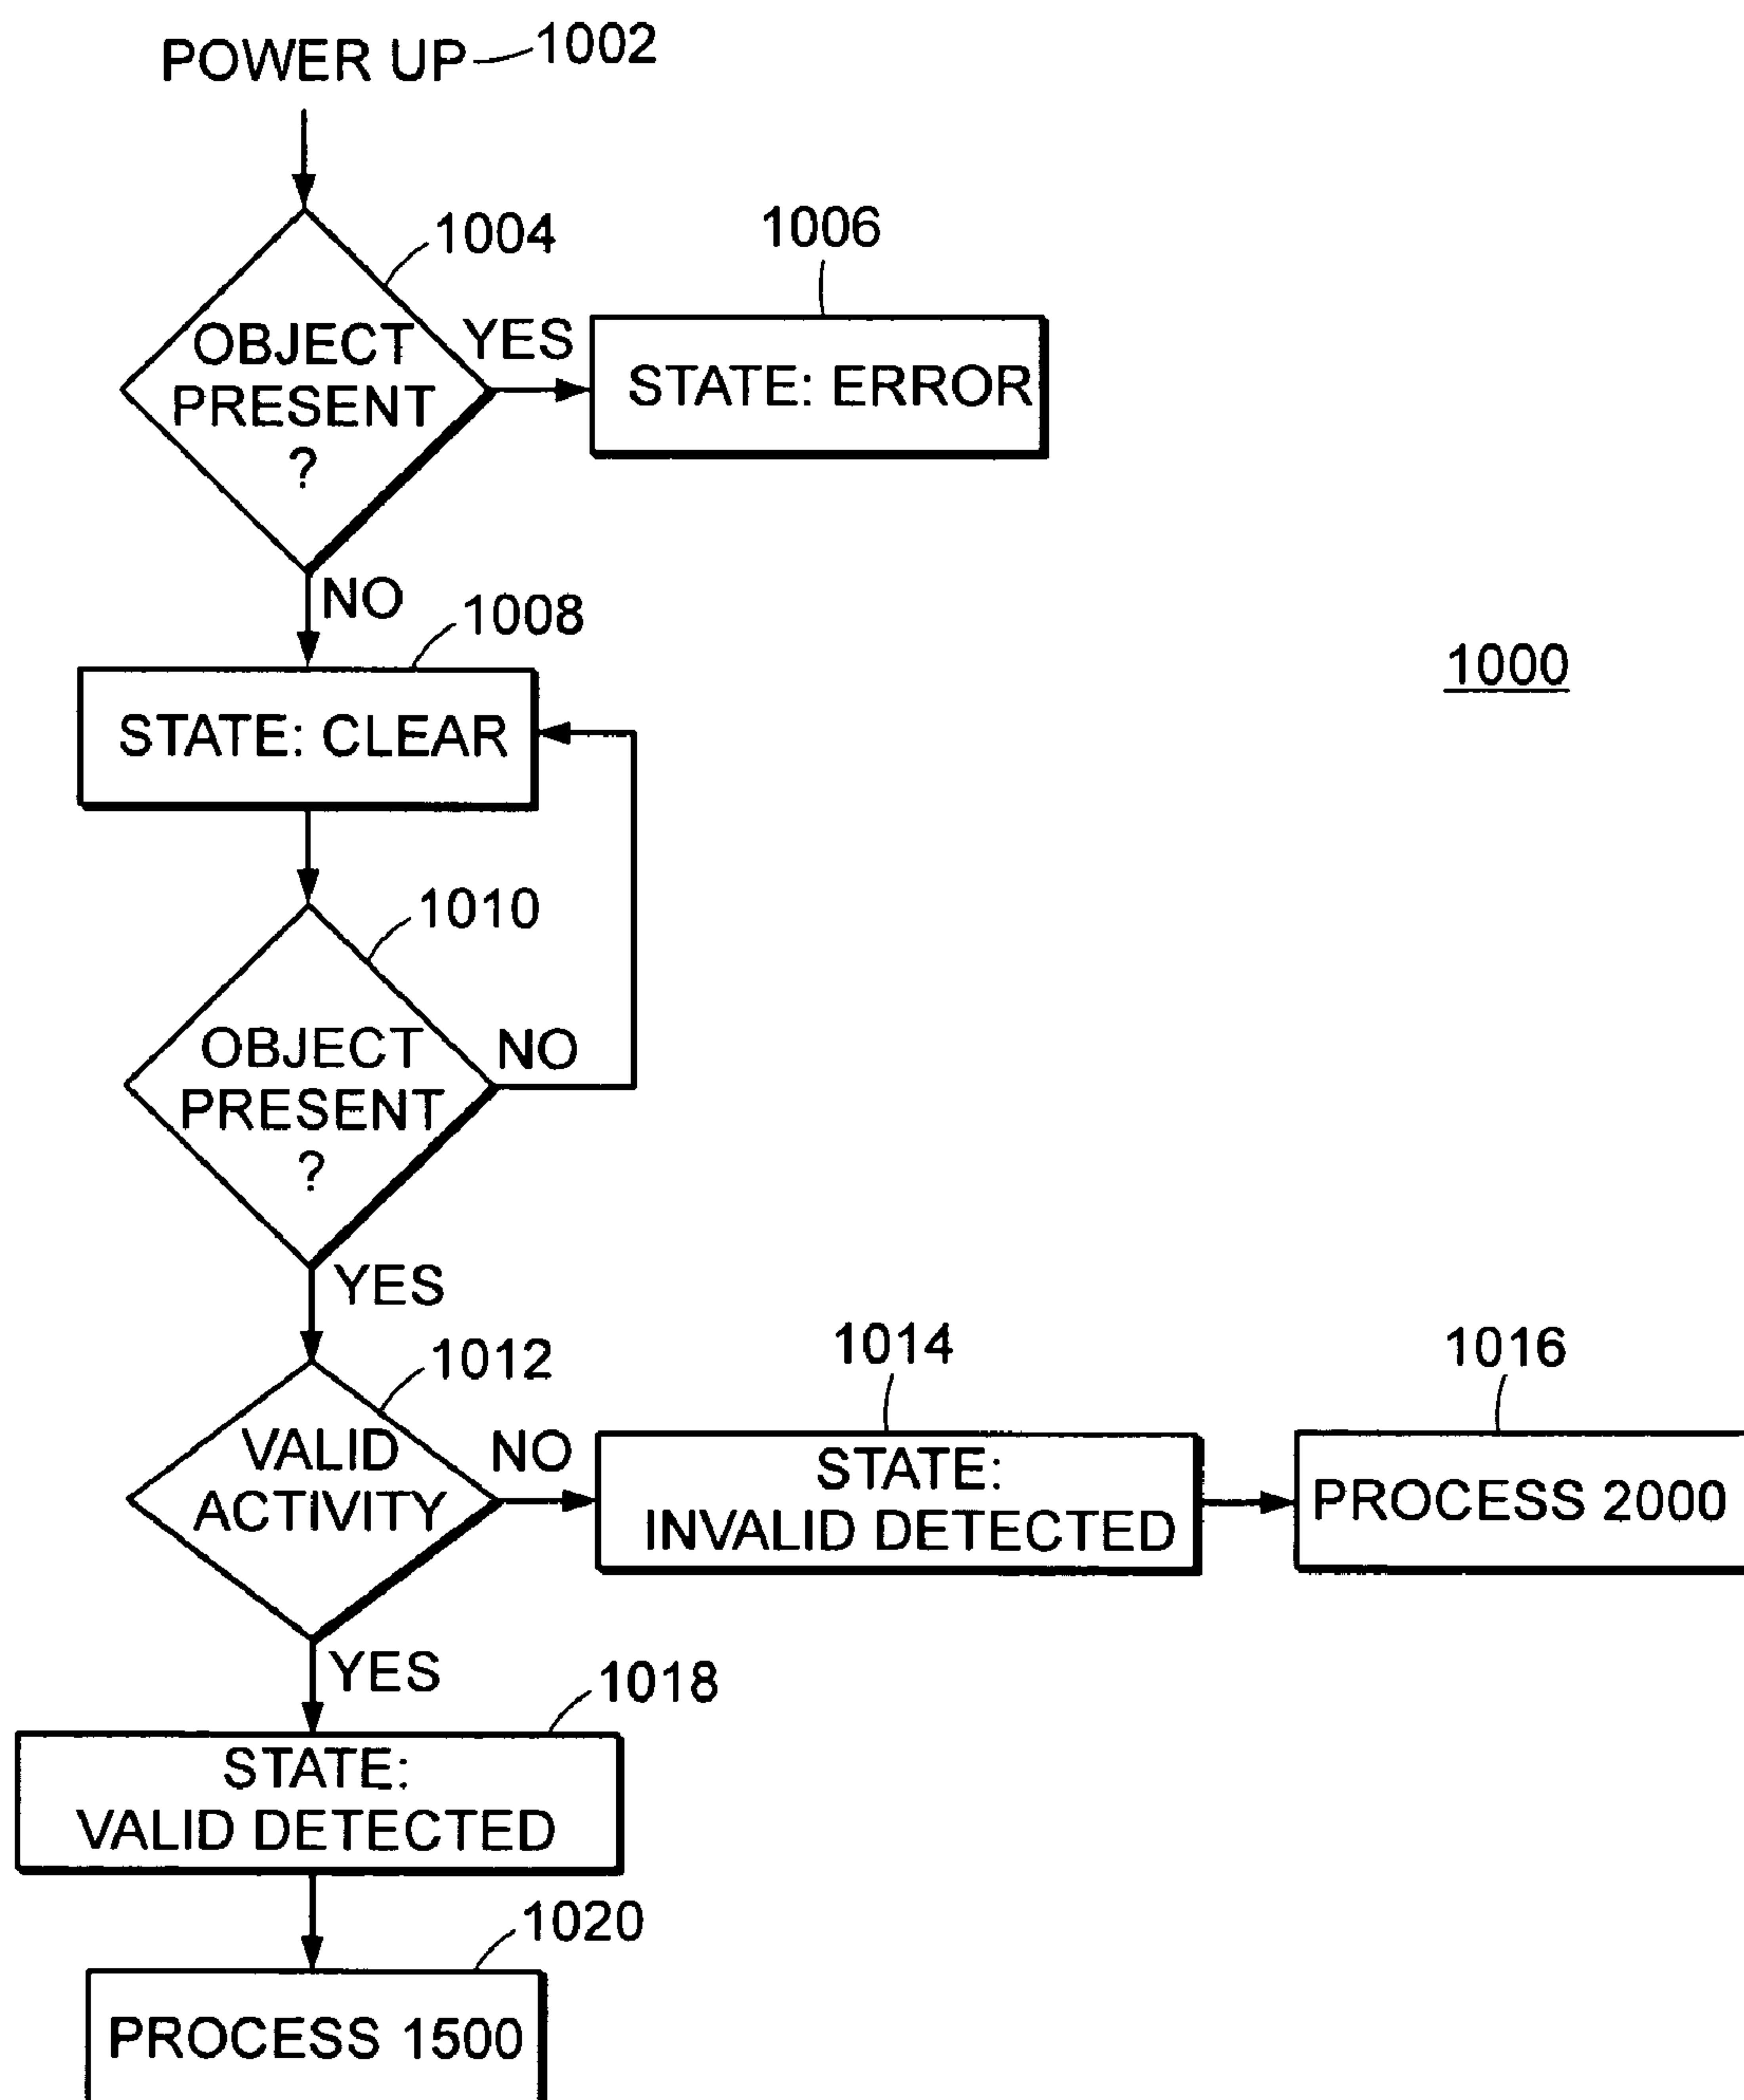 POWER UP 1002
1004
OBJECT
PRESENT
?
YES
1006
STATE: ERROR
NO
1008
STATE: CLEAR
1000
1010
OBJECT
PRESENT
?
NO
YES
1012
VALID
ACTIVITY
NO
1014
STATE:
INVALID DETECTED
1016
PROCESS 2000
YES
1018
STATE:
VALID DETECTED
1020
PROCESS 1500